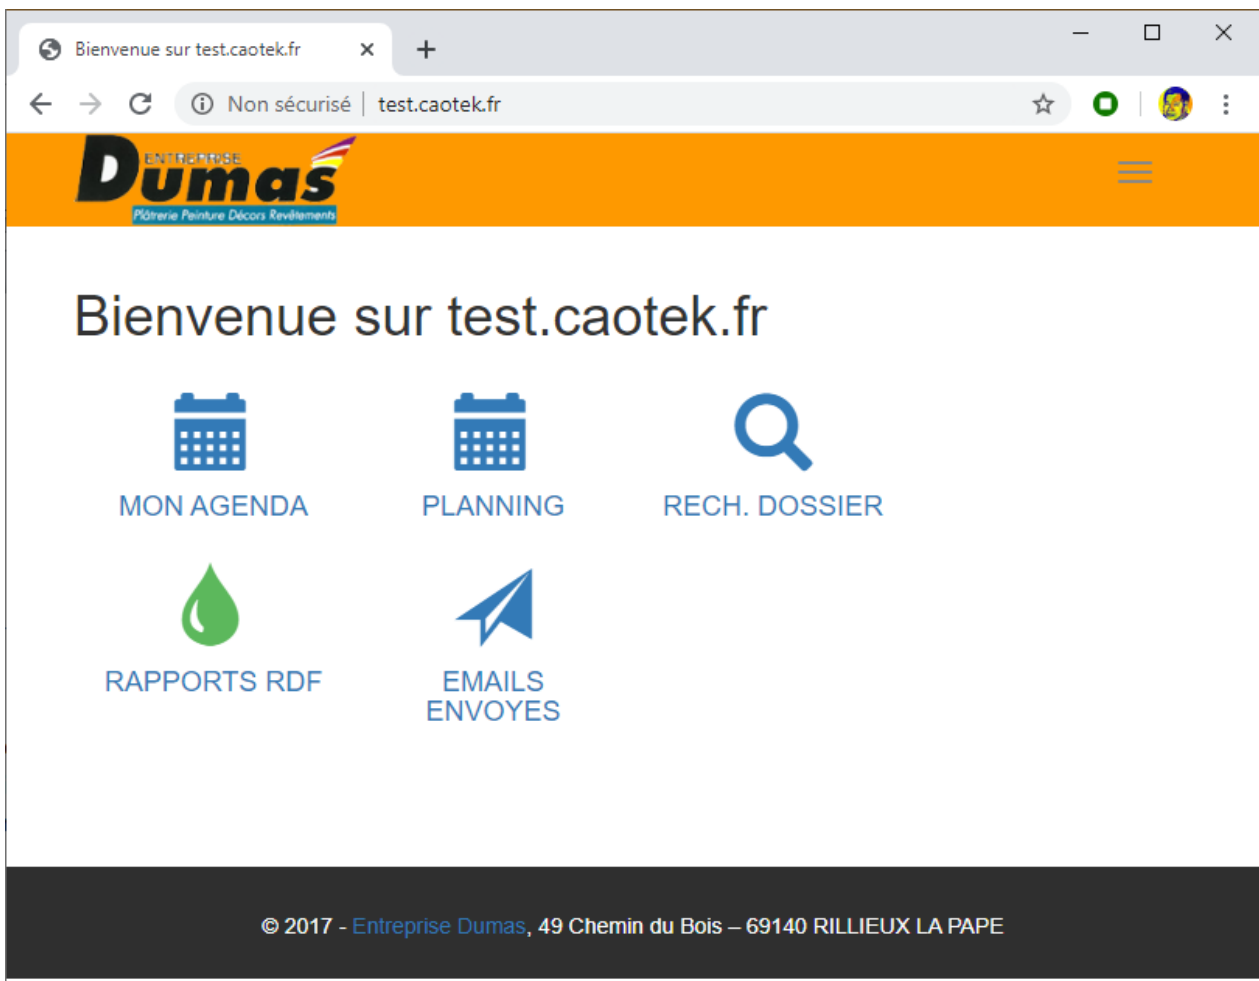 Bienvenue sur test.caotek.fr
Non sécurisé test.caotek.fr
ENTREPRISE
Dumas
Plâtrerie Peinture Décors Revêtements
Bienvenue sur test.caotek.fr
MON AGENDA PLANNING RECH. DOSSIER
RAPPORTS RDF EMAILS
ENVOYES
© 2017 - Entreprise Dumas, 49 Chemin du Bois – 69140 RILLIEUX LA PAPE